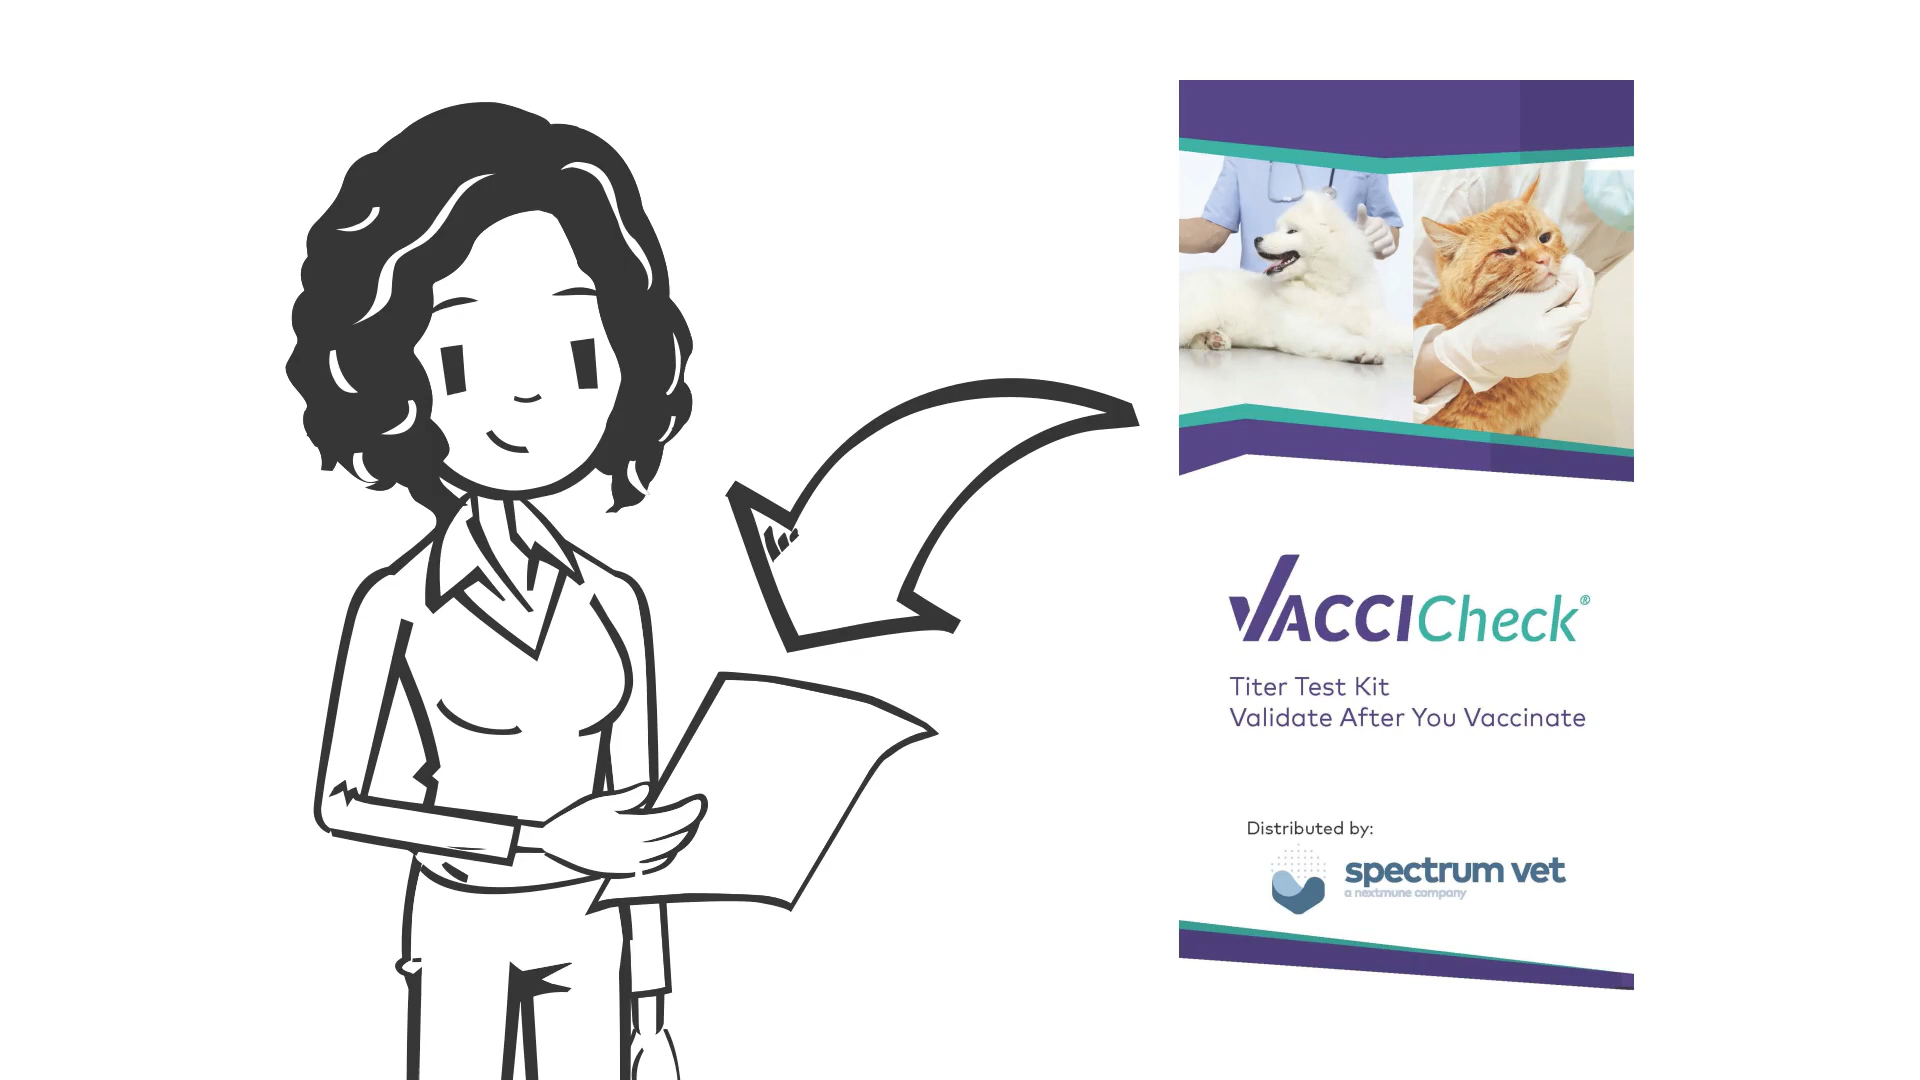 VACCICheck®
Titer Test Kit
Validate After You Vaccinate
Distributed by:
spectrum vet
a nextmune company